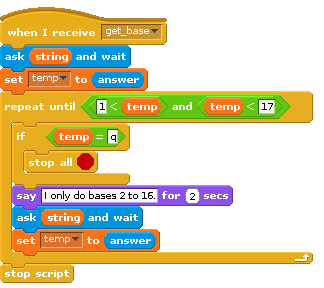 when I receive get_base
ask string and wait
set temp to answer
repeat until 1 < temp and temp < 17
if temp = q
stop all
say I only do bases 2 to 16. for 2 secs
ask string and wait
set temp to answer
stop script